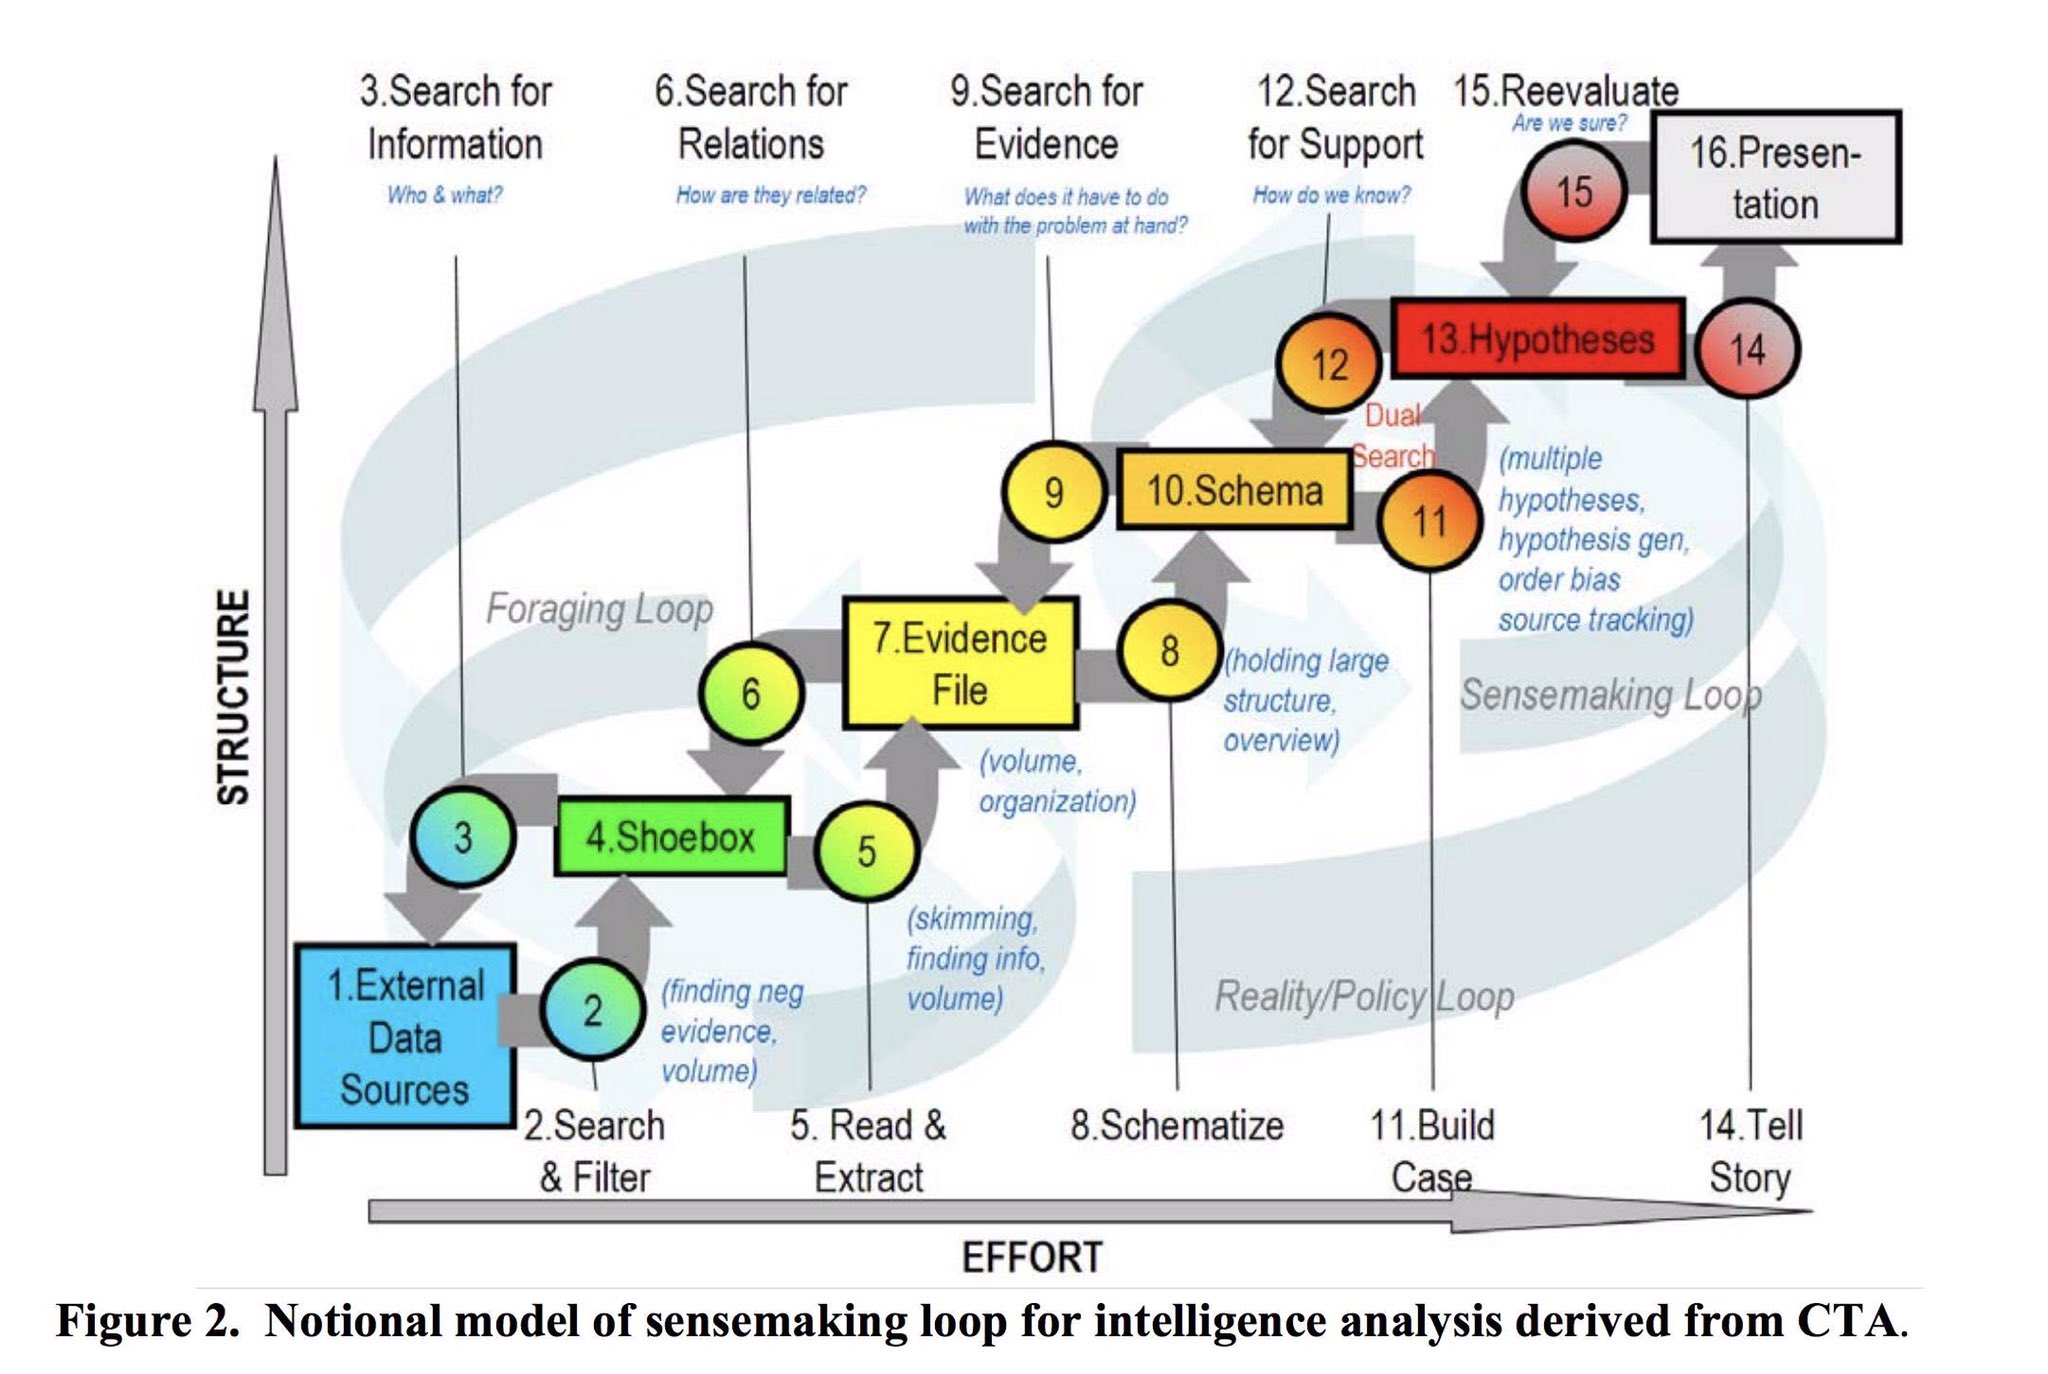 3.Search for
Information
Who & what?
6.Search for
Relations
How are they related?
9.Search for
Evidence
What does it have to do
with the problem at hand?
12.Search
for Support
How do we know?
15.Reevaluate
Are we sure?
15
16.Presen-
tation
12
13.Hypotheses
14
Dual
Search
9
10.Schema
11
(multiple
hypotheses,
hypothesis gen,
order bias
source tracking)
Foraging Loop
6
7.Evidence
File
8
(holding large
structure,
overview)
Sensemaking Loop
(volume,
organization)
3
4.Shoebox
5
(skimming,
finding info,
volume)
1.External
Data
Sources
2
(finding neg
evidence,
volume)
Reality/Policy Loop
2.Search
& Filter
5. Read &
Extract
8.Schematize
11.Build
Case
14.Tell
Story
STRUCTURE
EFFORT
Figure 2.  Notional model of sensemaking loop for intelligence analysis derived from CTA.